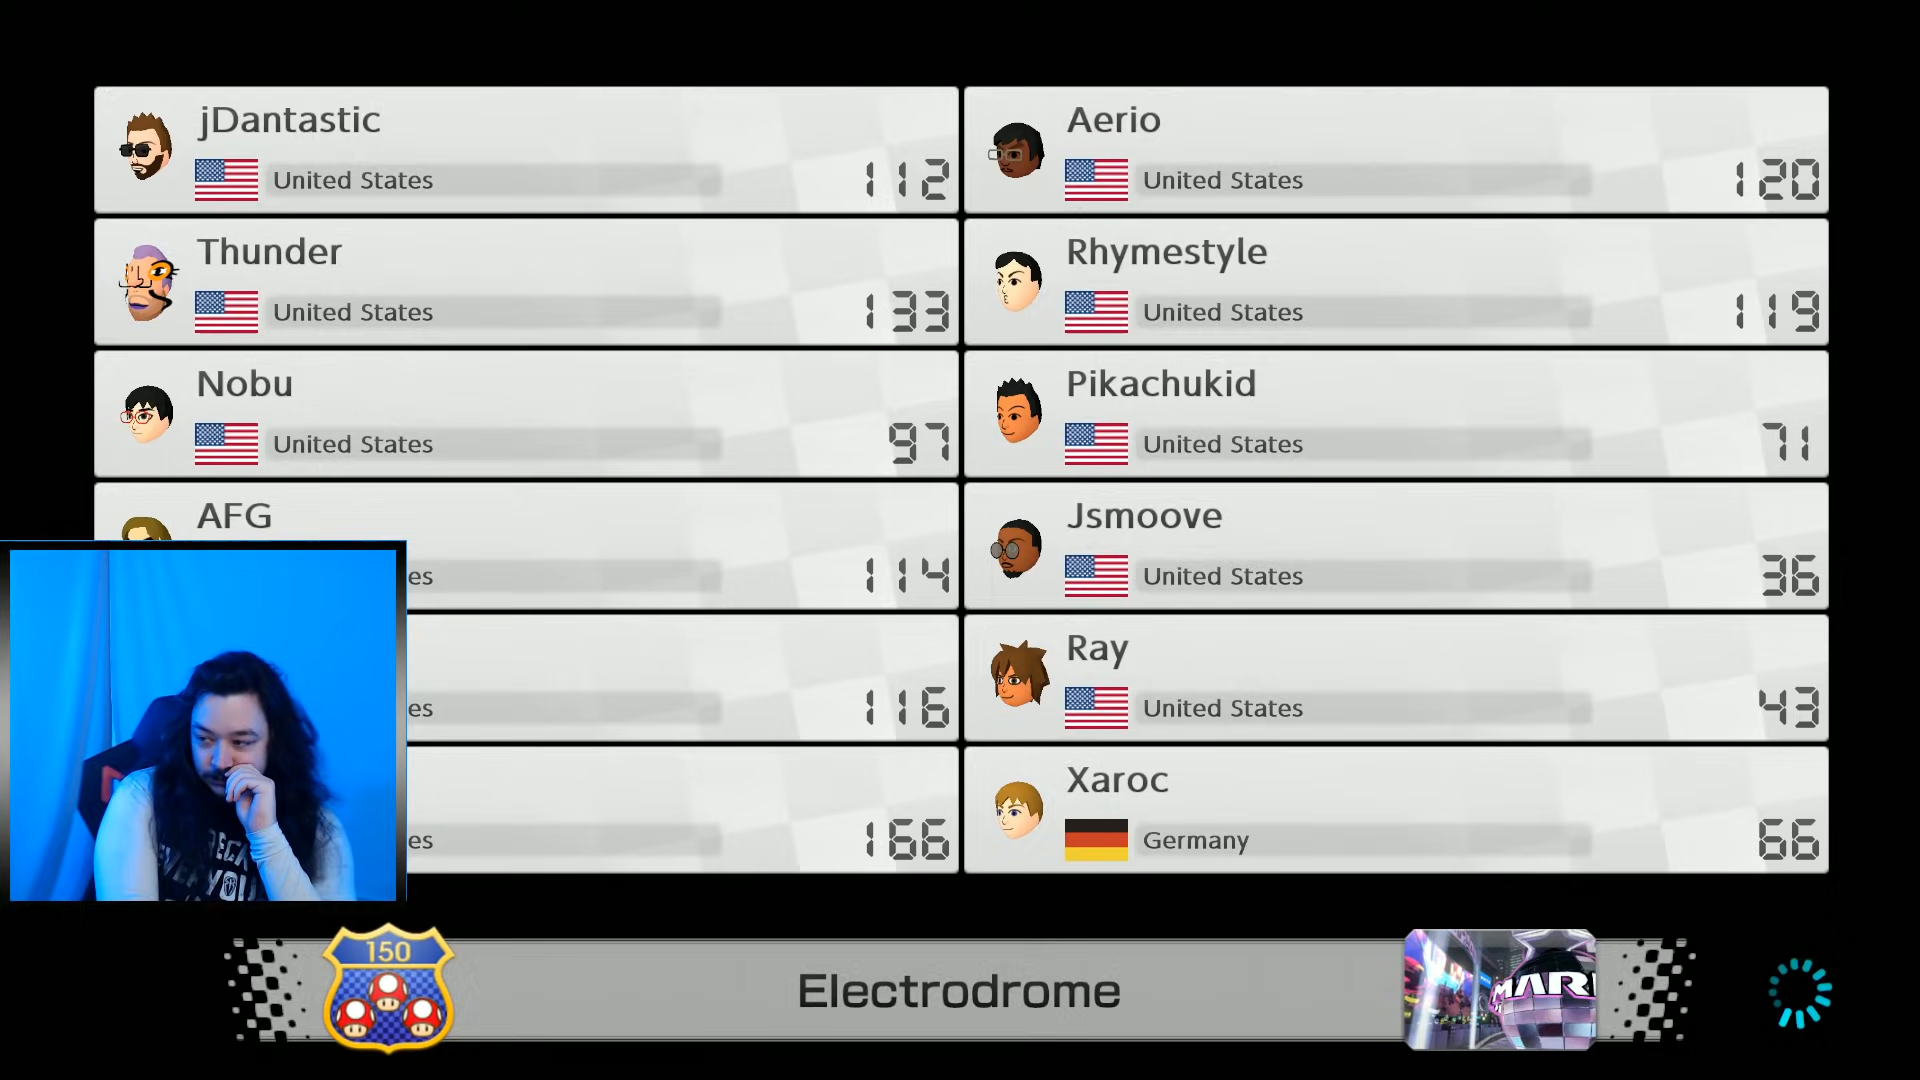 jDantastic
United States
112
Aerio
United States
120
Thunder
United States
133
Rhymestyle
United States
119
Nobu
United States
97
Pikachukid
United States
71
AFG
es
114
Jsmoove
United States
36
es
116
Ray
United States
43
es
166
Xaroc
Germany
66
150
Electrodrome
MARI